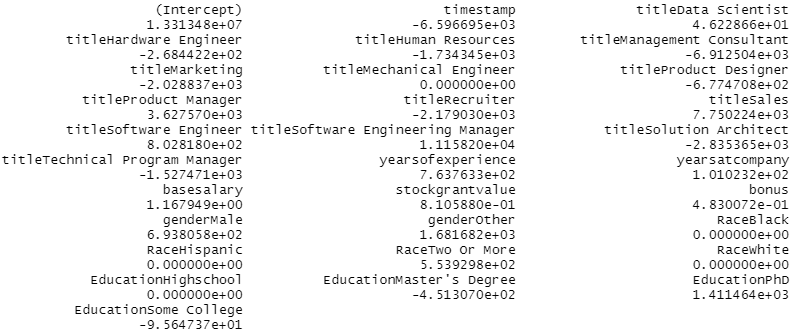 (Intercept) timestamp titleData Scientist
1.331348e+07 -6.596695e+03 4.622866e+01
titleHardware Engineer titleHuman Resources titleManagement Consultant
-2.684422e+02 -1.734345e+03 -6.912504e+03
titleMarketing titleMechanical Engineer titleProduct Designer
-2.028837e+03 0.000000e+00 -6.774708e+02
titleProduct Manager titleRecruiter titleSales
3.627570e+03 -2.179030e+03 7.750224e+03
titleSoftware Engineer titleSoftware Engineering Manager titleSolution Architect
8.028180e+02 1.115820e+04 -2.835365e+03
titleTechnical Program Manager yearsofexperience yearsatcompany
-1.527471e+03 7.637633e+02 1.010232e+02
basesalary stockgrantvalue bonus
1.167949e+00 8.105880e-01 4.830072e-01
genderMale genderOther RaceBlack
6.938058e+02 1.681682e+03 0.000000e+00
RaceHispanic RaceTwo Or More RaceWhite
0.000000e+00 5.539298e+02 0.000000e+00
EducationHighschool EducationMaster's Degree EducationPhD
0.000000e+00 -4.513070e+02 1.411464e+03
EducationSome College
-9.564737e+01